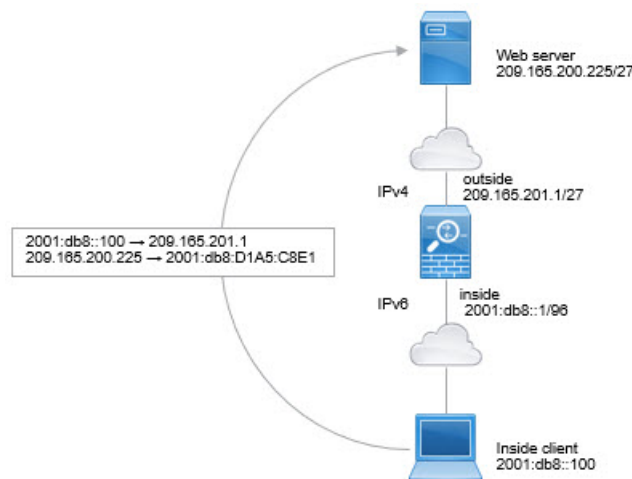 Web server
209.165.200.225/27
outside
209.165.201.1/27
IPv4
2001:db8::100 → 209.165.201.1
209.165.200.225 → 2001:db8:D1A5:C8E1
inside
2001:db8::1/96
IPv6
Inside client
2001:db8::100